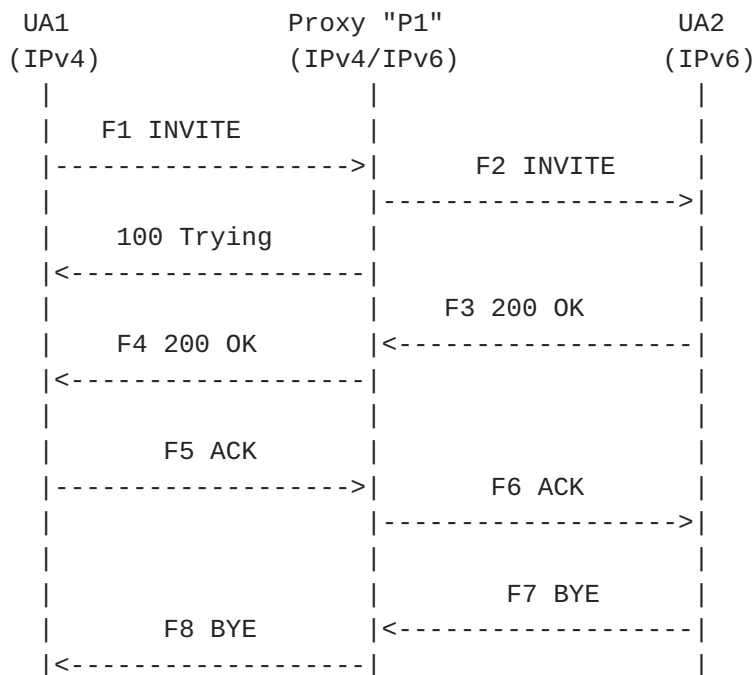 UA1 Proxy "P1" UA2
(IPv4) (IPv4/IPv6) (IPv6)
F1 INVITE
F2 INVITE
100 Trying
F3 200 OK
F4 200 OK
F5 ACK
F6 ACK
F7 BYE
F8 BYE